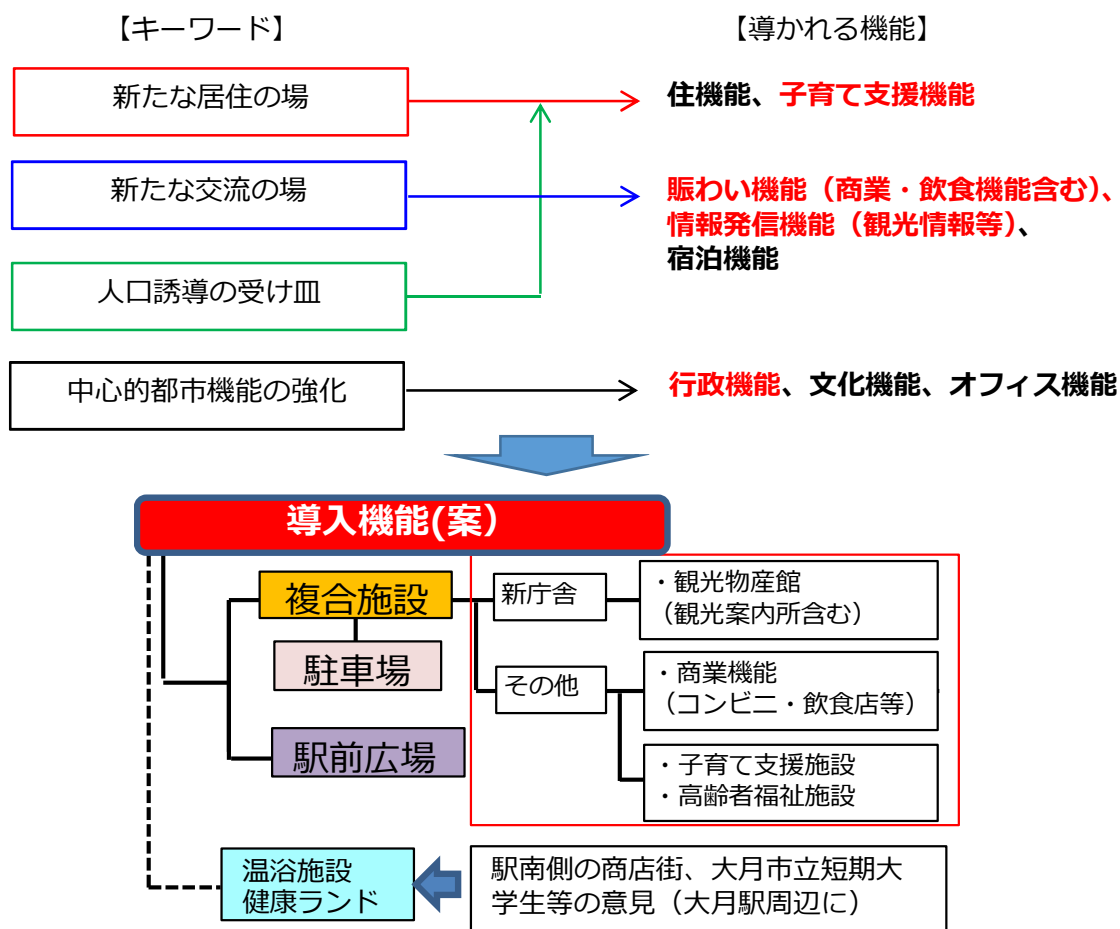 【キーワード】
【導かれる機能】
新たな居住の場
住機能、子育て支援機能
新たな交流の場
賑わい機能（商業・飲食機能含む）、
情報発信機能（観光情報等）、
宿泊機能
人口誘導の受け皿
中心的都市機能の強化
行政機能、文化機能、オフィス機能
導入機能(案）
複合施設
駐車場
駅前広場
新庁舎
・観光物産館
（観光案内所含む）
その他
・商業機能
（コンビニ・飲食店等）
・子育て支援施設
・高齢者福祉施設
温浴施設
健康ランド
駅南側の商店街、大月市立短期大
学生等の意見（大月駅周辺に）